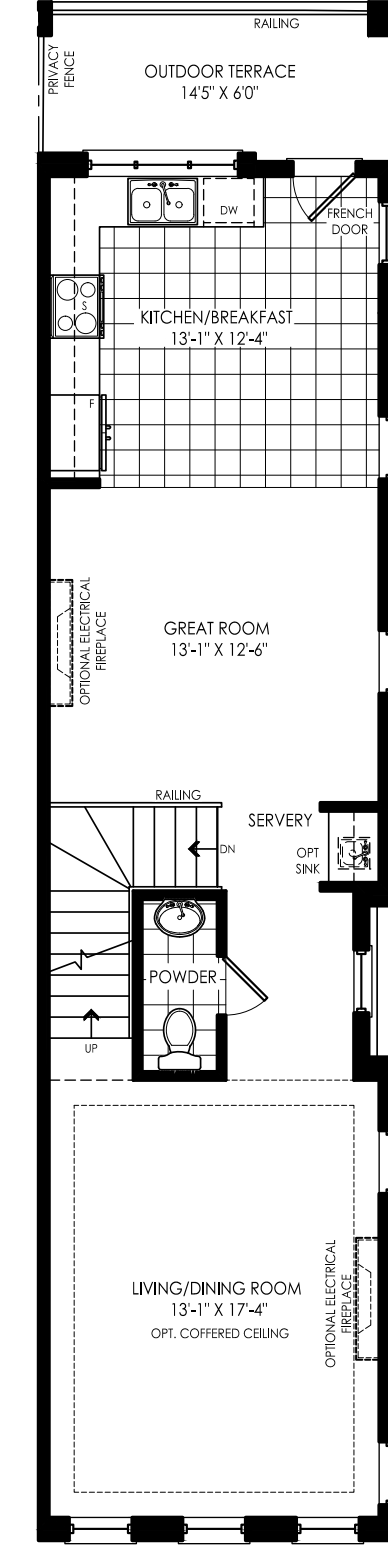 RAILING
PRIVACY
FENCE
OUTDOOR TERRACE
14'5" X 6'0"
DW
FRENCH
DOOR
S
KITCHEN/BREAKFAST
13'-1" X 12'-4"
F
OPTIONAL ELECTRICAL
FIREPLACE
GREAT ROOM
13'-1" X 12'-6"
RAILING
SERVERY
DN
OPT
SINK
POWDER
UP
LIVING/DINING ROOM
13'-1" X 17'-4"
OPT. COFFERED CEILING
OPTIONAL ELECTRICAL
FIREPLACE